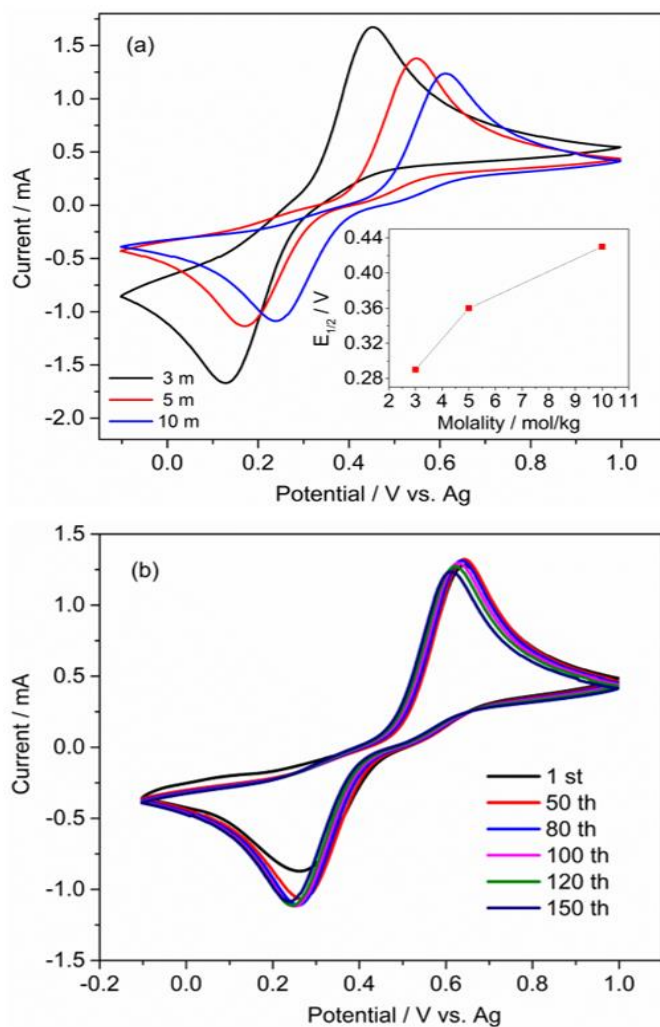 (a)
1.5
1.0
0.5
0.0
-0.5
-1.0
-1.5
-2.0
Current / mA
3 m
5 m
10 m
0.44
0.40
0.36
0.32
0.28
E1/2 / V
2 3 4 5 6 7 8 9 10 11
Molality / mol/kg
0.0 0.2 0.4 0.6 0.8 1.0
Potential / V vs. Ag
(b)
1.5
1.0
0.5
0.0
-0.5
-1.0
1.5
Current / mA
1 st
50 th
80 th
100 th
120 th
150 th
-0.2 0.0 0.2 0.4 0.6 0.8 1.0
Potential / V vs. Ag